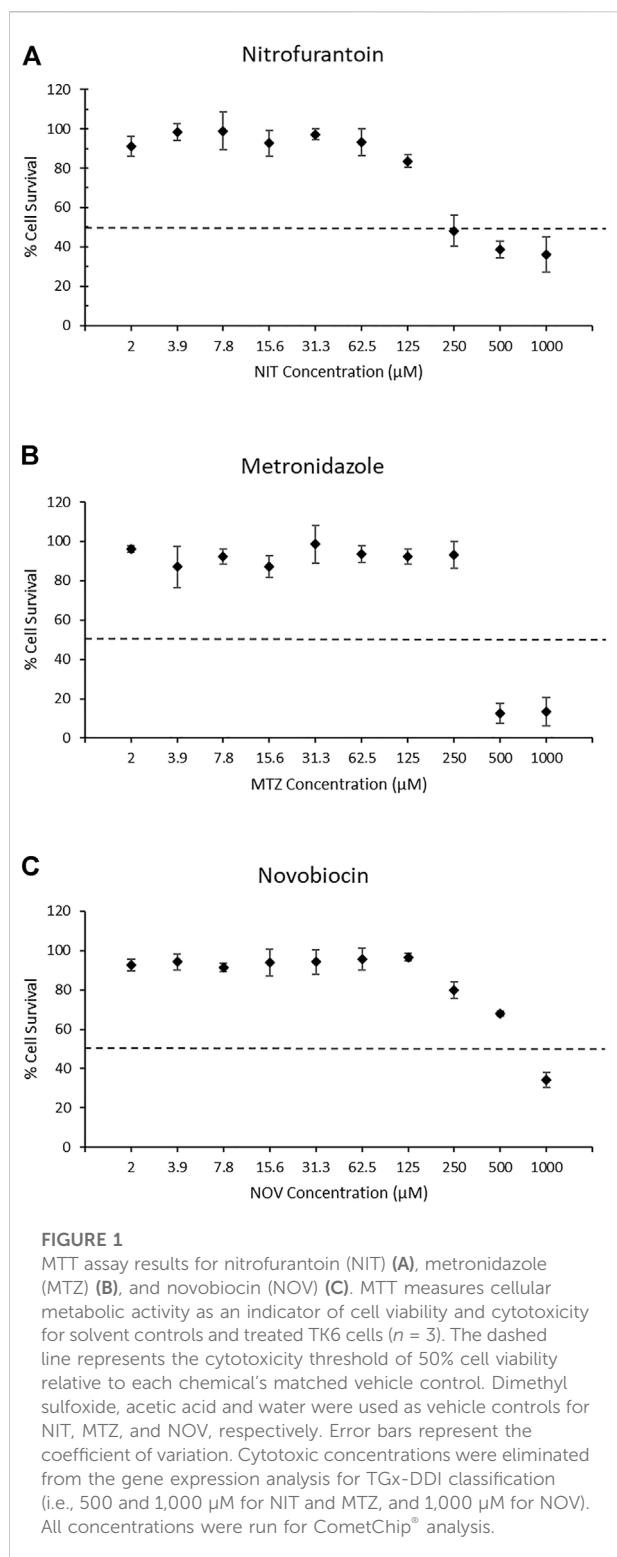 A
Nitrofurantoin
120
100
80
60
40
20
0
% Cell Survival
2 3.9 7.8 15.6 31.3 62.5 125 250 500 1000
NIT Concentration (µM)
B
Metronidazole
120
100
80
60
40
20
0
% Cell Survival
2 3.9 7.8 15.6 31.3 62.5 125 250 500 1000
MTZ Concentration (µM)
C
Novobiocin
120
100
80
60
40
20
0
% Cell Survival
2 3.9 7.8 15.6 31.3 62.5 125 250 500 1000
NOV Concentration (µM)
FIGURE 1
MTT assay results for nitrofurantoin (NIT) (A), metronidazole
(MTZ) (B), and novobiocin (NOV) (C). MTT measures cellular
metabolic activity as an indicator of cell viability and cytotoxicity
for solvent controls and treated TK6 cells (n = 3). The dashed
line represents the cytotoxicity threshold of 50% cell viability
relative to each chemical's matched vehicle control. Dimethyl
sulfoxide, acetic acid and water were used as vehicle controls for
NIT, MTZ, and NOV, respectively. Error bars represent the
coefficient of variation. Cytotoxic concentrations were eliminated
from the gene expression analysis for TGx-DDI classification
(i.e., 500 and 1,000 µM for NIT and MTZ, and 1,000 µM for NOV).
All concentrations were run for CometChip® analysis.